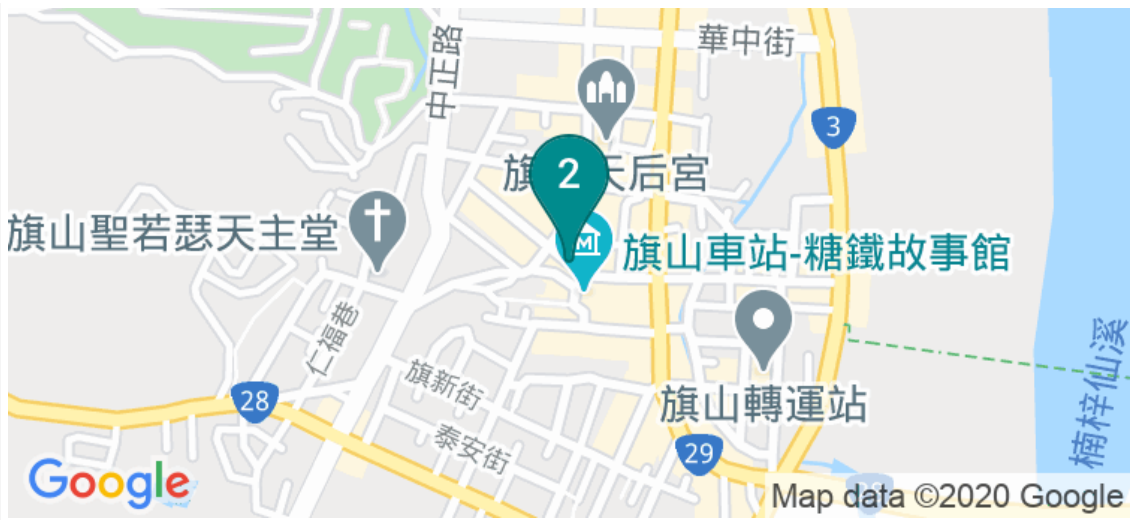 華中街
中正路
3
2
旗 天后宮
旗山聖若瑟天主堂
旗山車站-糖鐵故事館
仁福巷
旗新街
28
旗山轉運站
泰安街
29
楠梓仙溪
Google
Map data ©2020 Google